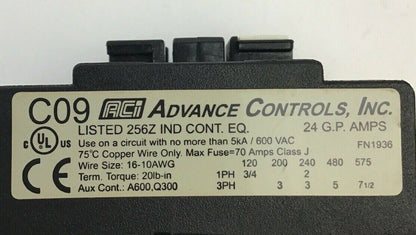 C09 ACI ADVANCE CONTROLS, INC.
LISTED 256Z IND CONT. EQ. 24 G.P. AMPS
C UL US LISTED Use on a circuit with no more than 5kA / 600 VAC FN1936
75°C Copper Wire Only. Max Fuse=70 Amps Class J
Wire Size: 16-10AWG 120 200 240 480 575
Term. Torque: 20lb-in 1PH 3/4 2
Aux Cont.: A600,Q300 3PH 3 3 5 7 1/2